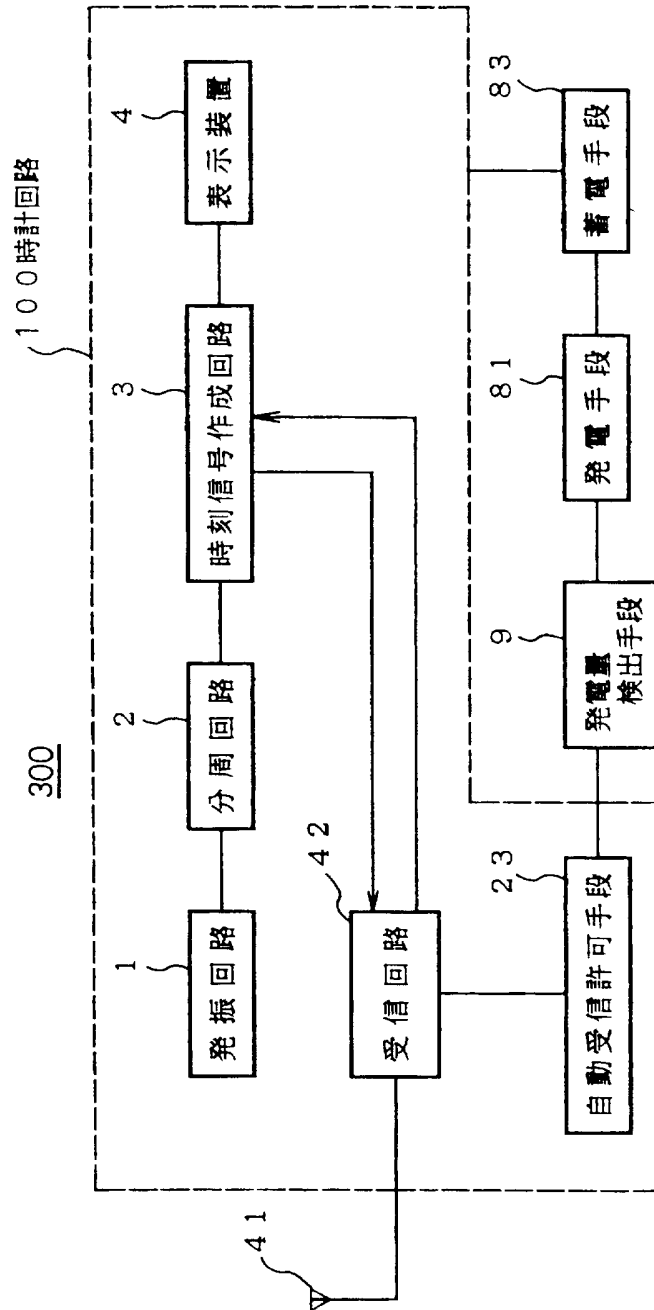 300
１００時計回路
１
発振回路
２
分周回路
３
時刻信号作成回路
４
表示装置
４１
４２
受信回路
２３
自動受信許可手段
９
発電量
検出手段
８１
発電手段
８３
蓄電手段